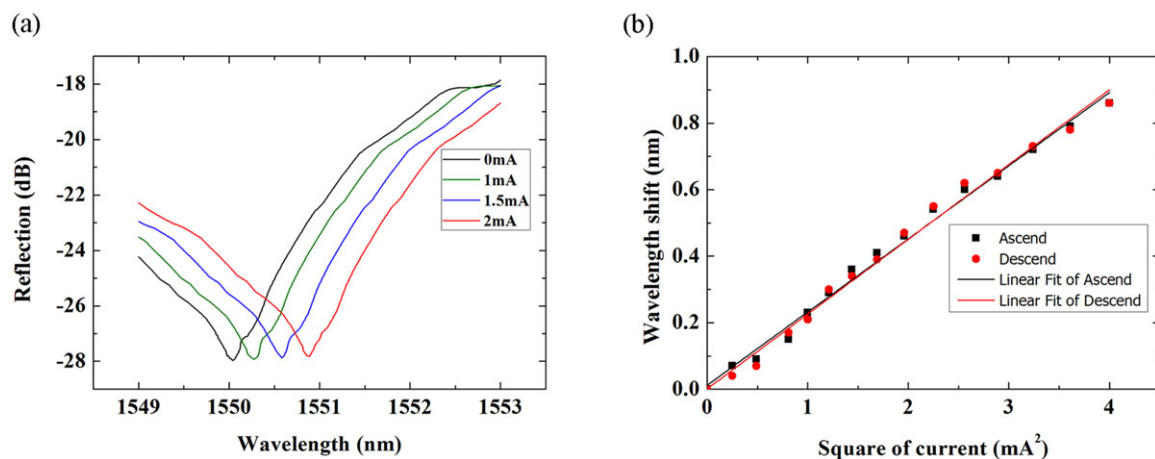 (a)
-18
-20
-22
-24
-26
-28
Reflection (dB)
1549 1550 1551 1552 1553
Wavelength (nm)
0mA
1mA
1.5mA
2mA
(b)
1.0
0.8
0.6
0.4
0.2
0.0
Wavelength shift (nm)
0 1 2 3 4
Square of current (mA²)
Ascend
Descend
Linear Fit of Ascend
Linear Fit of Descend